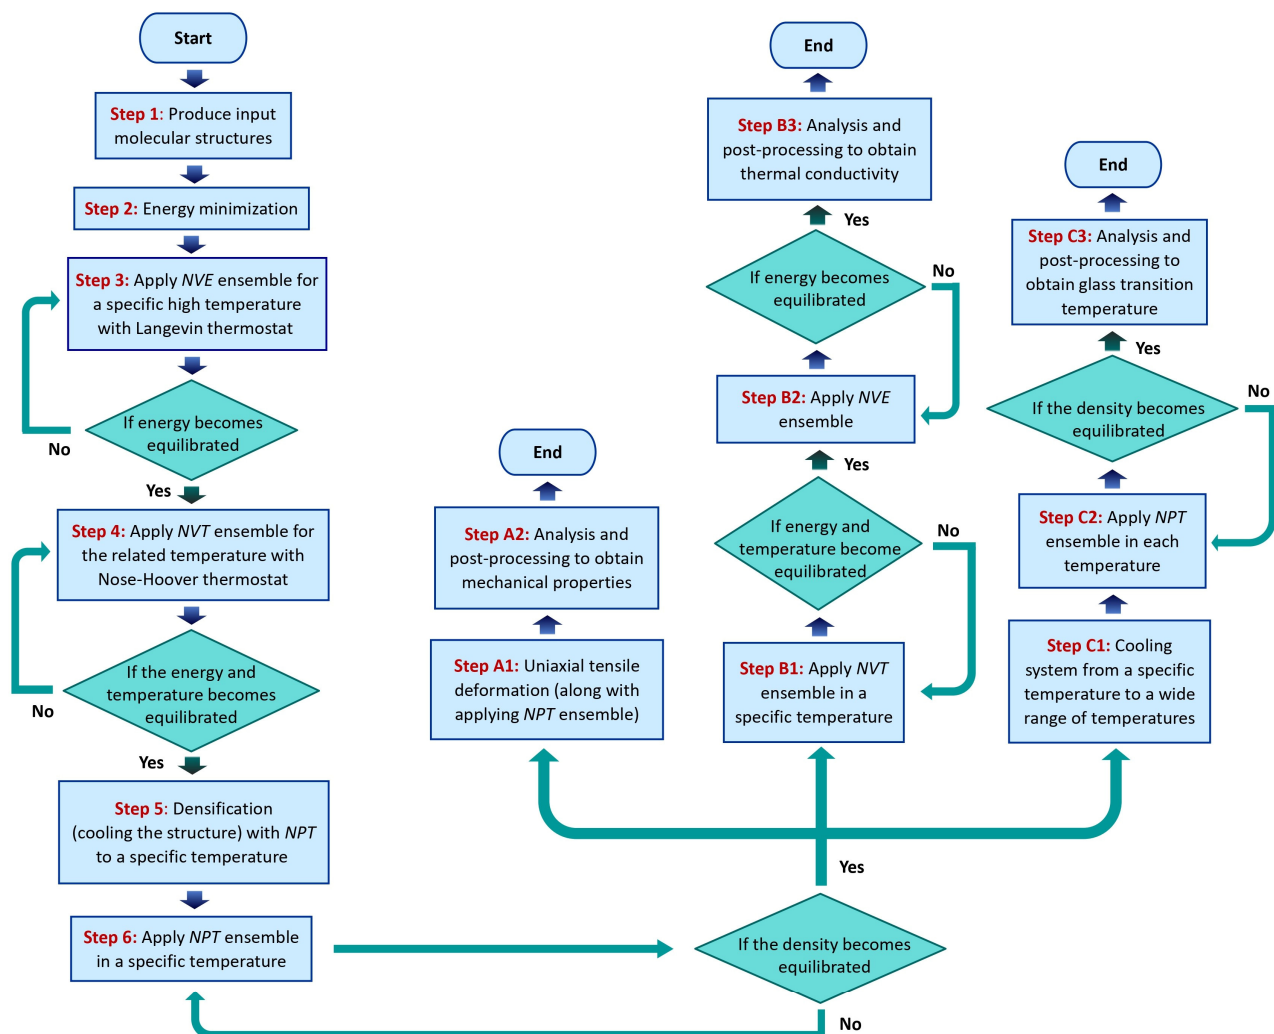 Start
Step 1: Produce input
molecular structures
Step 2: Energy minimization
Step 3: Apply NVE ensemble for
a specific high temperature
with Langevin thermostat
If energy becomes
equilibrated
No
Yes
Step 4: Apply NVT ensemble for
the related temperature with
Nose-Hoover thermostat
If the energy and
temperature becomes
equilibrated
No
Yes
Step 5: Densification
(cooling the structure) with NPT
to a specific temperature
Step 6: Apply NPT ensemble
in a specific temperature
If the density becomes
equilibrated
No
Yes
Step A1: Uniaxial tensile
deformation (along with
applying NPT ensemble)
Step A2: Analysis and
post-processing to obtain
mechanical properties
End
Step B1: Apply NVT
ensemble in a
specific temperature
If energy and
temperature become
equilibrated
No
Yes
Step B2: Apply NVE
ensemble
If energy becomes
equilibrated
No
Yes
Step B3: Analysis and
post-processing to obtain
thermal conductivity
End
Step C1: Cooling
system from a specific
temperature to a wide
range of temperatures
Step C2: Apply NPT
ensemble in each
temperature
If the density becomes
equilibrated
No
Yes
Step C3: Analysis and
post-processing to
obtain glass transition
temperature
End